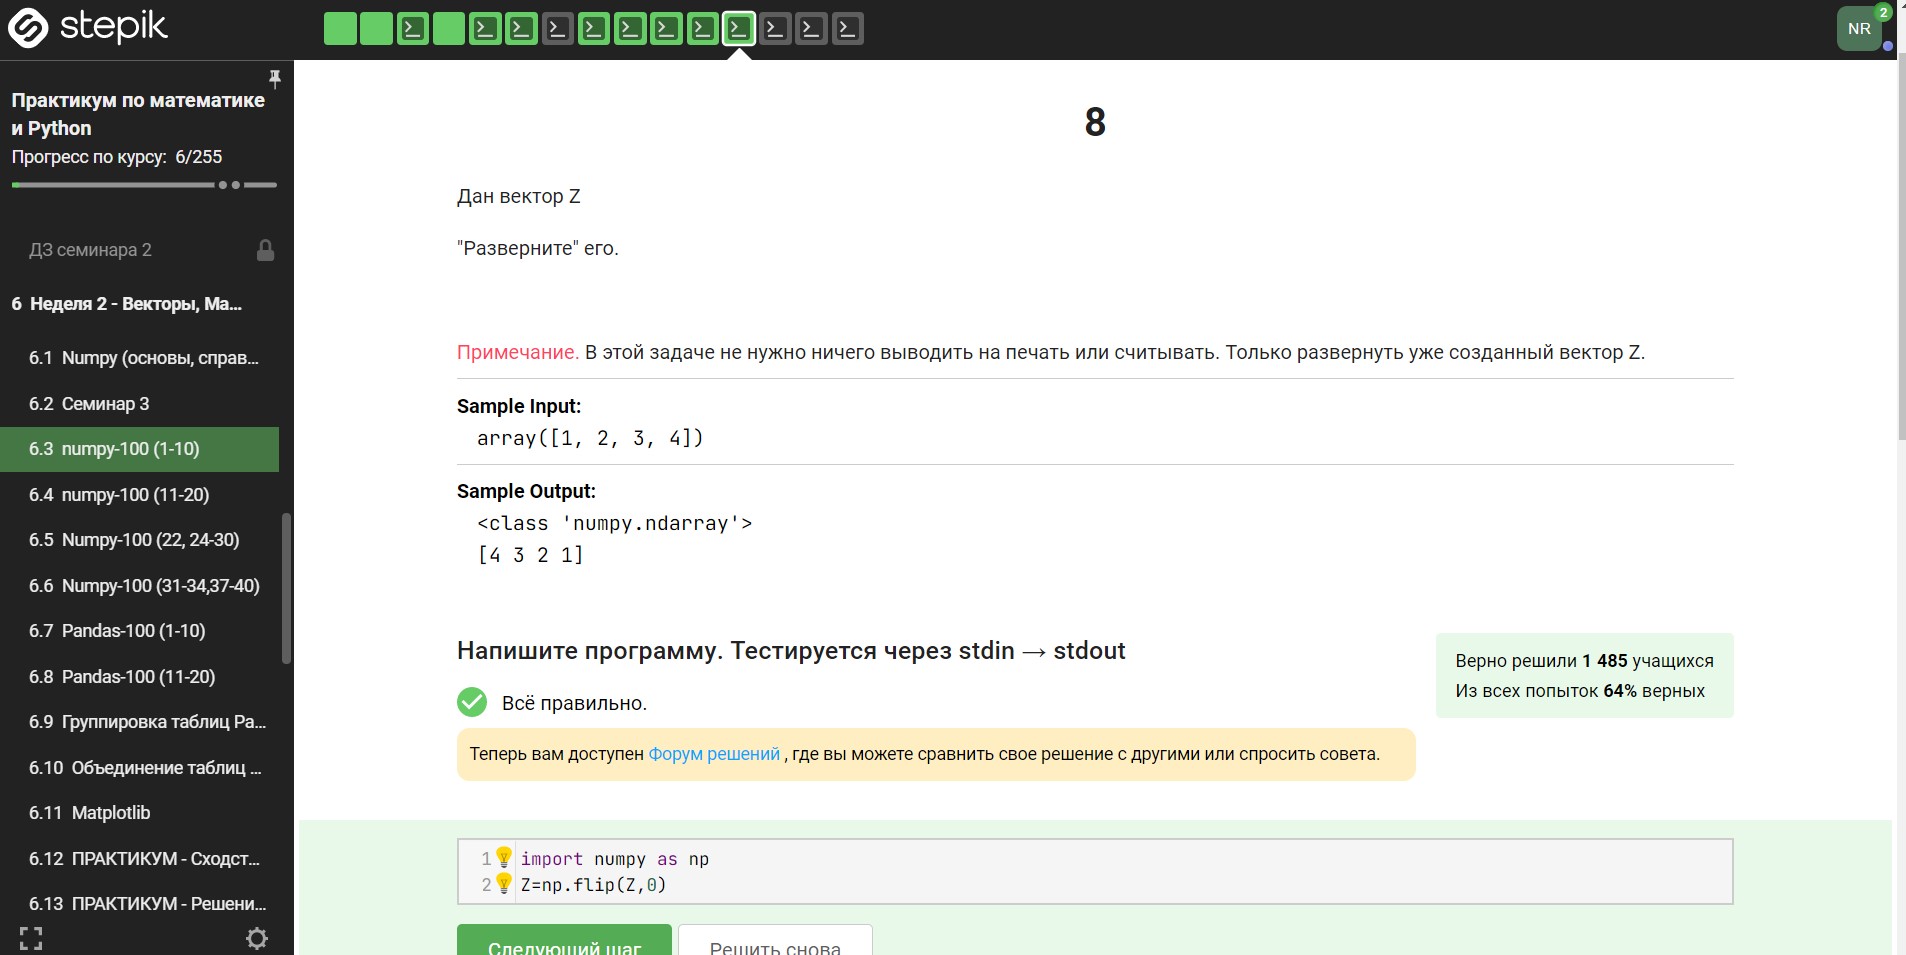 stepik
NR
2
Практикум по математике
и Python
Прогресс по курсу: 6/255
ДЗ семинара 2
6 Неделя 2 - Векторы, Ма...
6.1 Numpy (основы, справ...
6.2 Семинар 3
6.3 numpy-100 (1-10)
6.4 numpy-100 (11-20)
6.5 Numpy-100 (22, 24-30)
6.6 Numpy-100 (31-34,37-40)
6.7 Pandas-100 (1-10)
6.8 Pandas-100 (11-20)
6.9 Группировка таблиц Pa...
6.10 Объединение таблиц ...
6.11 Matplotlib
6.12 ПРАКТИКУМ - Сходст...
6.13 ПРАКТИКУМ - Решени...
8
Дан вектор Z
"Разверните" его.
Примечание. В этой задаче не нужно ничего выводить на печать или считывать. Только развернуть уже созданный вектор Z.
Sample Input:
array([1, 2, 3, 4])
Sample Output:
<class 'numpy.ndarray'>
[4 3 2 1]
Напишите программу. Тестируется через stdin → stdout
Верно решили 1 485 учащихся
Из всех попыток 64% верных
Всё правильно.
Теперь вам доступен Форум решений , где вы можете сравнить свое решение с другими или спросить совета.
1 import numpy as np
2 Z=np.flip(Z,0)
Следующий шаг
Решить снова